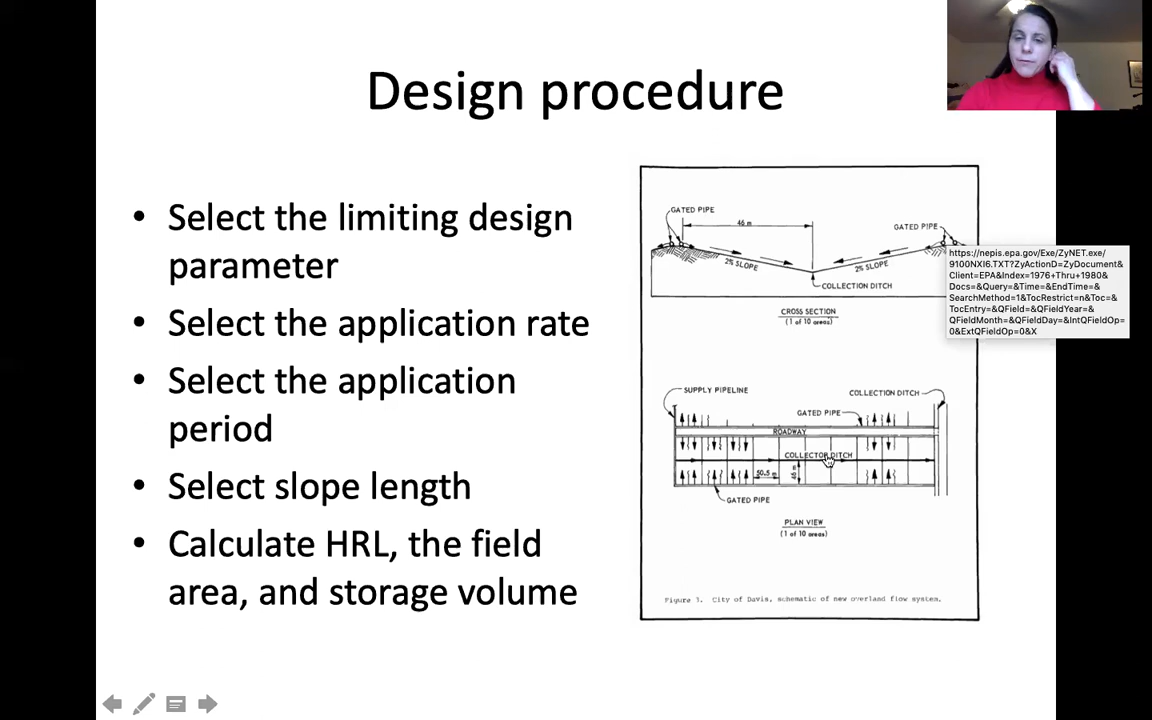 Design procedure
• Select the limiting design
parameter
• Select the application rate
• Select the application
period
• Select slope length
• Calculate HRL, the field
area, and storage volume
GATED PIPE
46 m
GATED PIPE
2% SLOPE
2% SLOPE
COLLECTION DITCH
CROSS SECTION
(1 of 10 areas)
https://nepis.epa.gov/Exe/ZyNET.exe/
9100NXI6.TXT?ZyActionD=ZyDocument&
Client=EPA&Index=1976+Thru+1980&
Docs=&Query=&Time=&EndTime=&
SearchMethod=1&TocRestrict=n&Toc=&
TocEntry=&QField=&QFieldYear=&
QFieldMonth=&QFieldDay=&IntQFieldOp=
0&ExtQFieldOp=0&X
SUPPLY PIPELINE
COLLECTION DITCH
GATED PIPE
ROADWAY
COLLECTOR DITCH
50.5 m
46 m
GATED PIPE
PLAN VIEW
(1 of 10 areas)
Figure 1. City of Davis, schematic of new overland flow system.